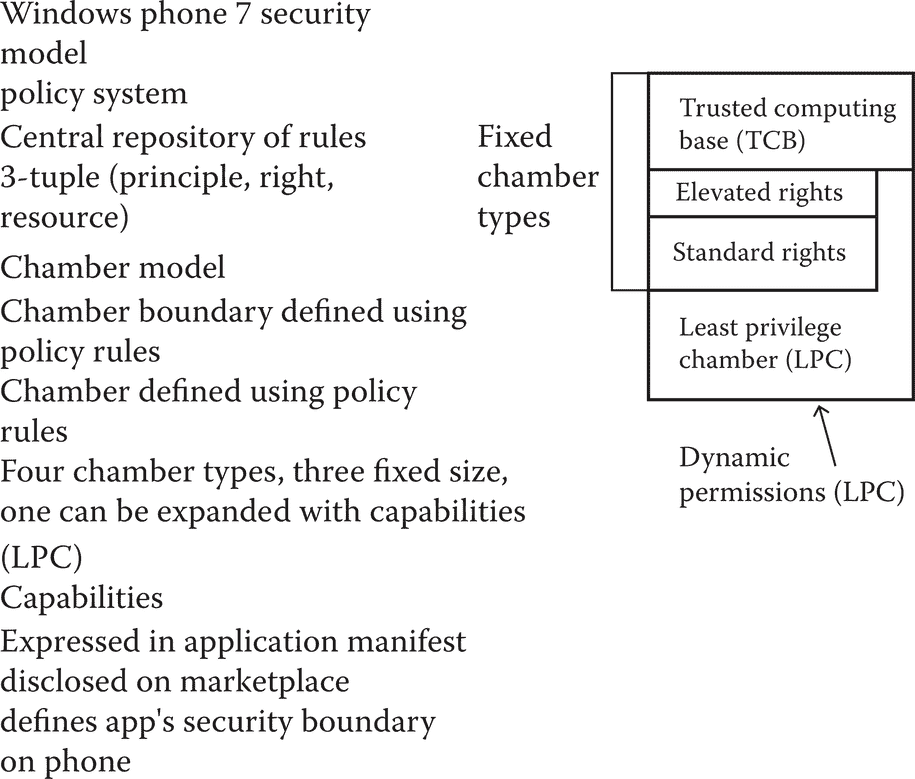 Windows phone 7 security
model
policy system
Central repository of rules
3-tuple (principle, right,
resource)
Chamber model
Chamber boundary defined using
policy rules
Chamber defined using policy
rules
Four chamber types, three fixed size,
one can be expanded with capabilities
(LPC)
Capabilities
Expressed in application manifest
disclosed on marketplace
defines app's security boundary
on phone
Fixed
chamber
types
Trusted computing
base (TCB)
Elevated rights
Standard rights
Least privilege
chamber (LPC)
Dynamic
permissions (LPC)